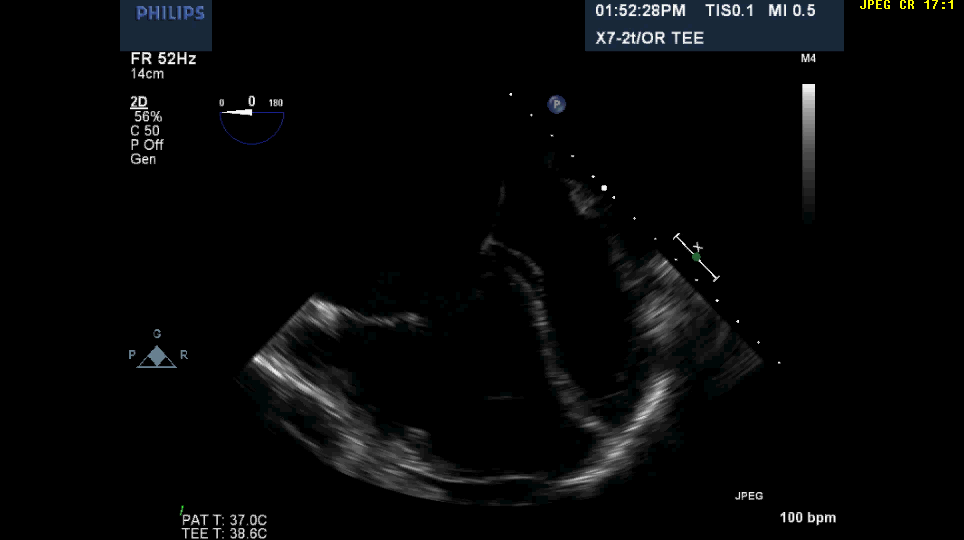 JPEG CR 17:1
PHILIPS
01:52:28PM TIS0.1 MI 0.5
X7-2t/OR TEE
FR 52Hz
14cm
M4
2D
56%
C 50
P Off
Gen
0 0 180
P
X
G
P R
JPEG
100 bpm
PAT T: 37.0C
TEE T: 38.6C